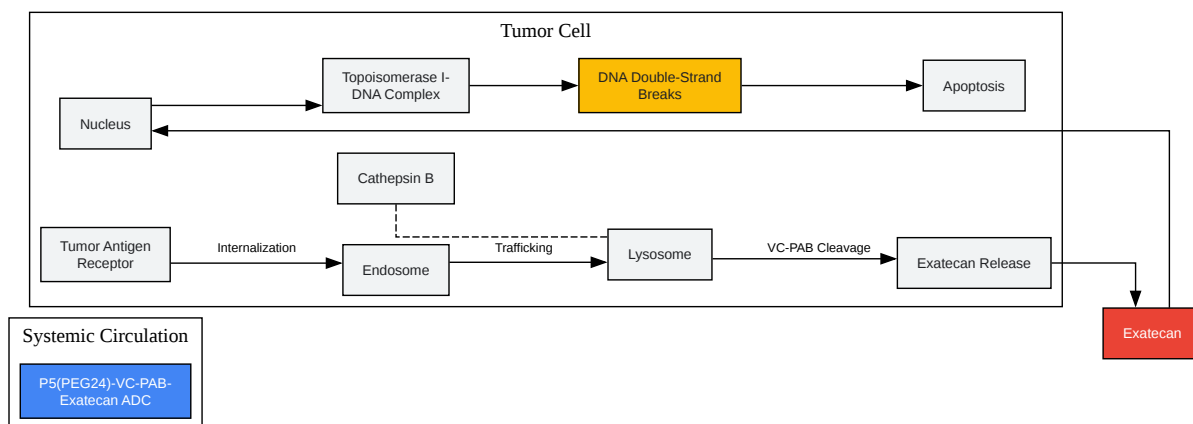 Tumor Cell
Topoisomerase I-
DNA Complex
DNA Double-Strand
Breaks
Apoptosis
Nucleus
Cathepsin B
Tumor Antigen
Receptor
Internalization
Endosome
Trafficking
Lysosome
VC-PAB Cleavage
Exatecan Release
Exatecan
Systemic Circulation
P5(PEG24)-VC-PAB-
Exatecan ADC